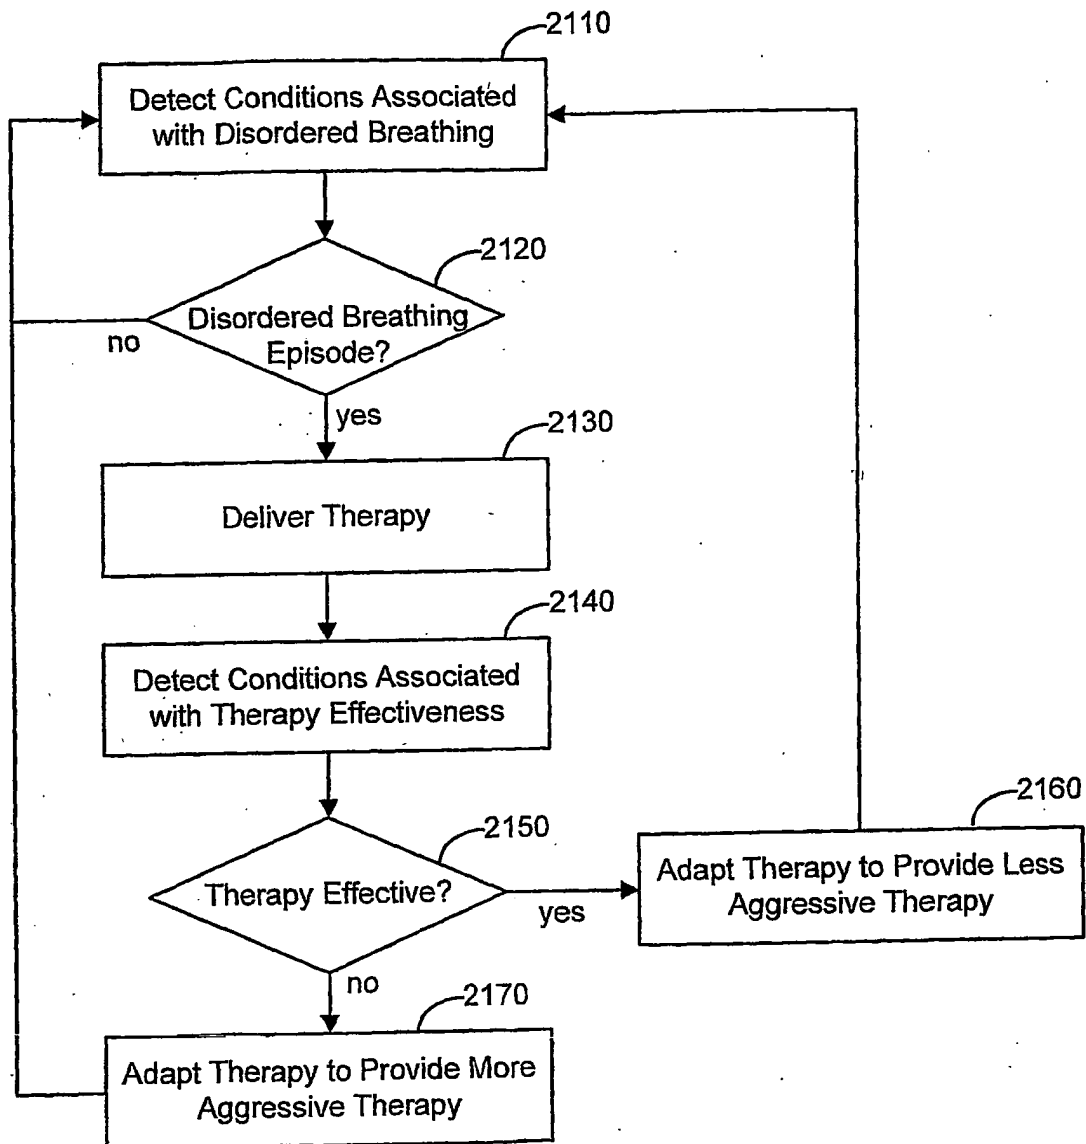 2110
Detect Conditions Associated
with Disordered Breathing
2120
Disordered Breathing
Episode?
no
yes
2130
Deliver Therapy
2140
Detect Conditions Associated
with Therapy Effectiveness
2150
Therapy Effective?
yes
no
2160
Adapt Therapy to Provide Less
Aggressive Therapy
2170
Adapt Therapy to Provide More
Aggressive Therapy